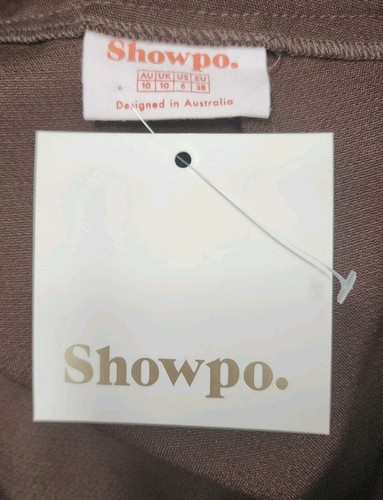 Showpo.
AU UK US EU
10 10 6 38
Designed in Australia
Showpo.